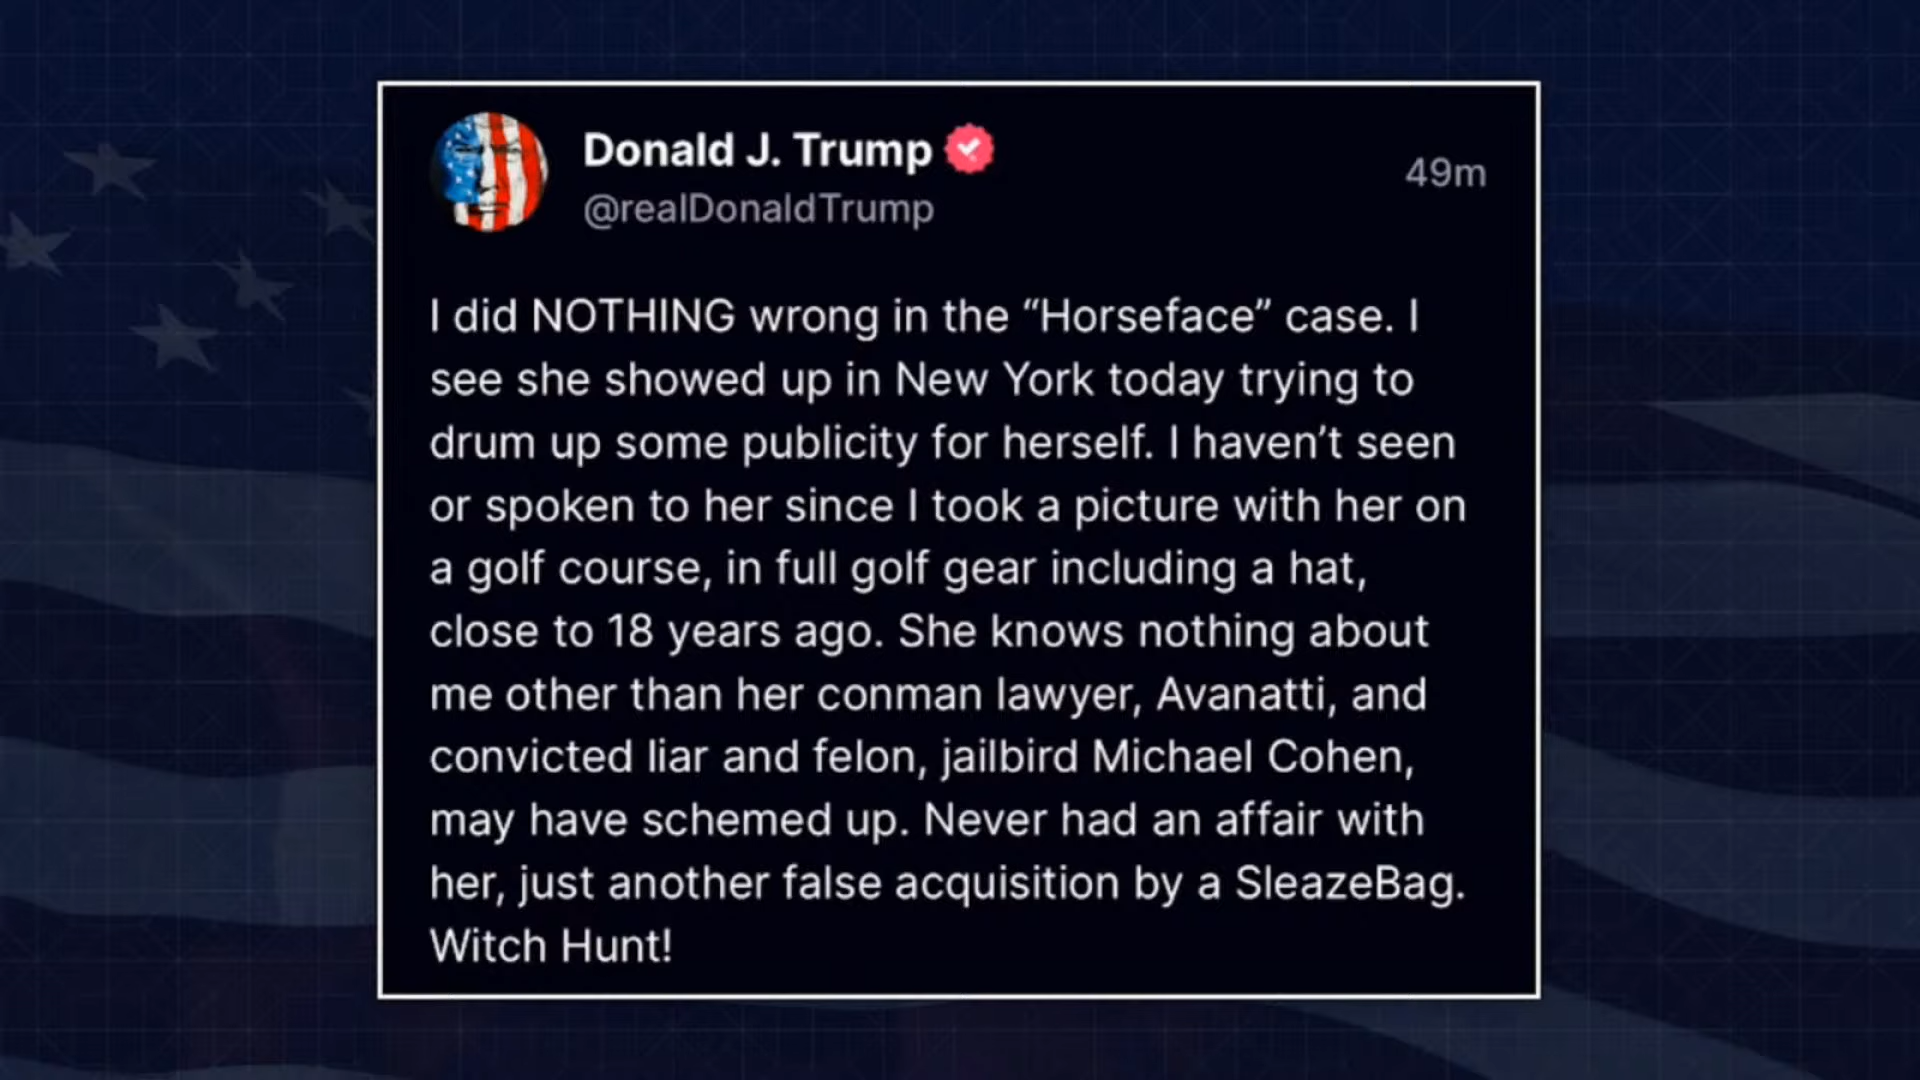 Donald J. Trump
@realDonaldTrump
49m
I did NOTHING wrong in the “Horseface” case. I
see she showed up in New York today trying to
drum up some publicity for herself. I haven’t seen
or spoken to her since I took a picture with her on
a golf course, in full golf gear including a hat,
close to 18 years ago. She knows nothing about
me other than her conman lawyer, Avanatti, and
convicted liar and felon, jailbird Michael Cohen,
may have schemed up. Never had an affair with
her, just another false acquisition by a SleazeBag.
Witch Hunt!